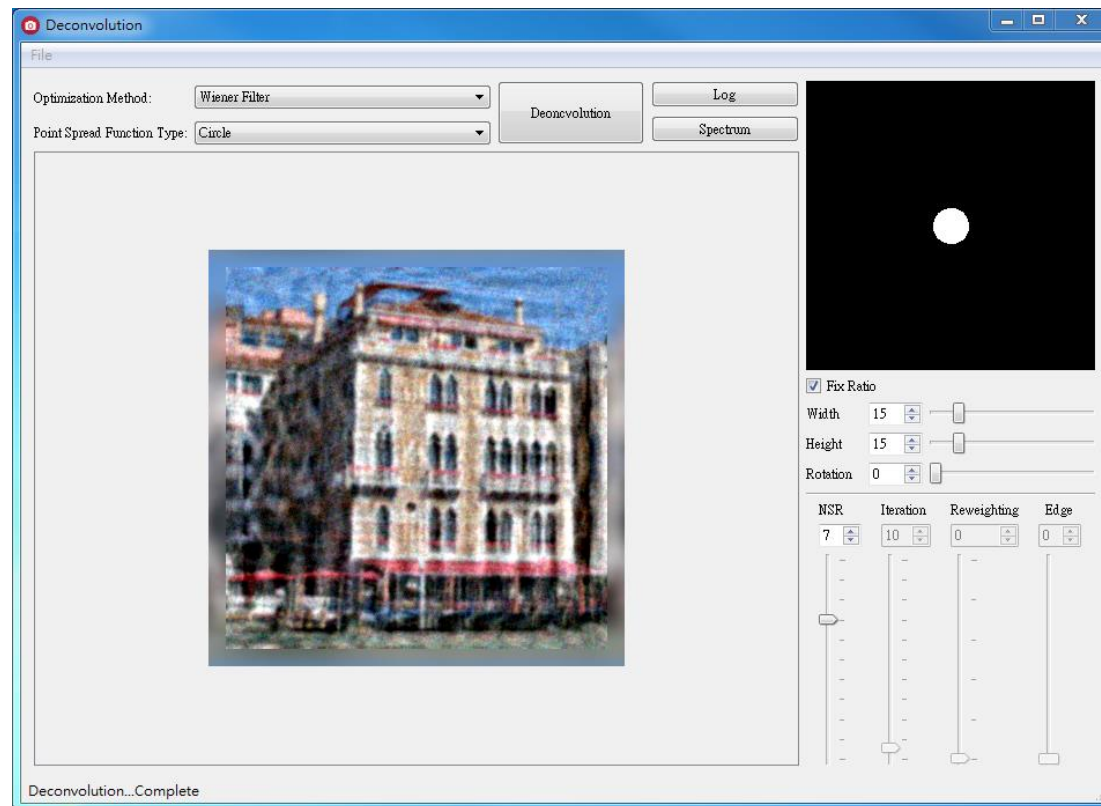 Deconvolution
File
Optimization Method: Wiener Filter
Point Spread Function Type: Circle
Deoncvolution
Log
Spectrum
Fix Ratio
Width 15
Height 15
Rotation 0
NSR Iteration Reweighting Edge
7 10 0 0
Deconvolution...Complete